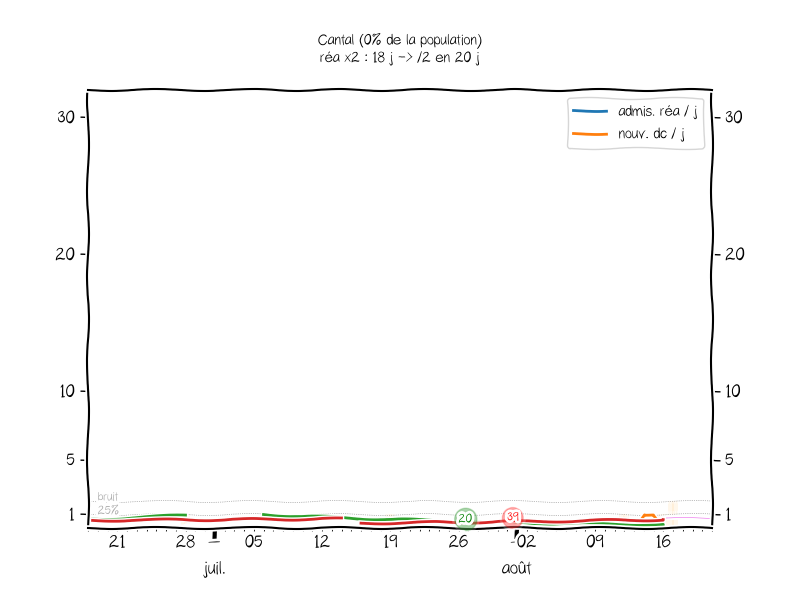 Cantal (0% de la population)
réa x2 : 18 j -> /2 en 20 j
admis. réa / j
nouv. dc / j
30
30
20
20
10
10
5
5
bruit
25%
1
1
20
39
21 28 05 12 19 26 02 09 16
juil. août